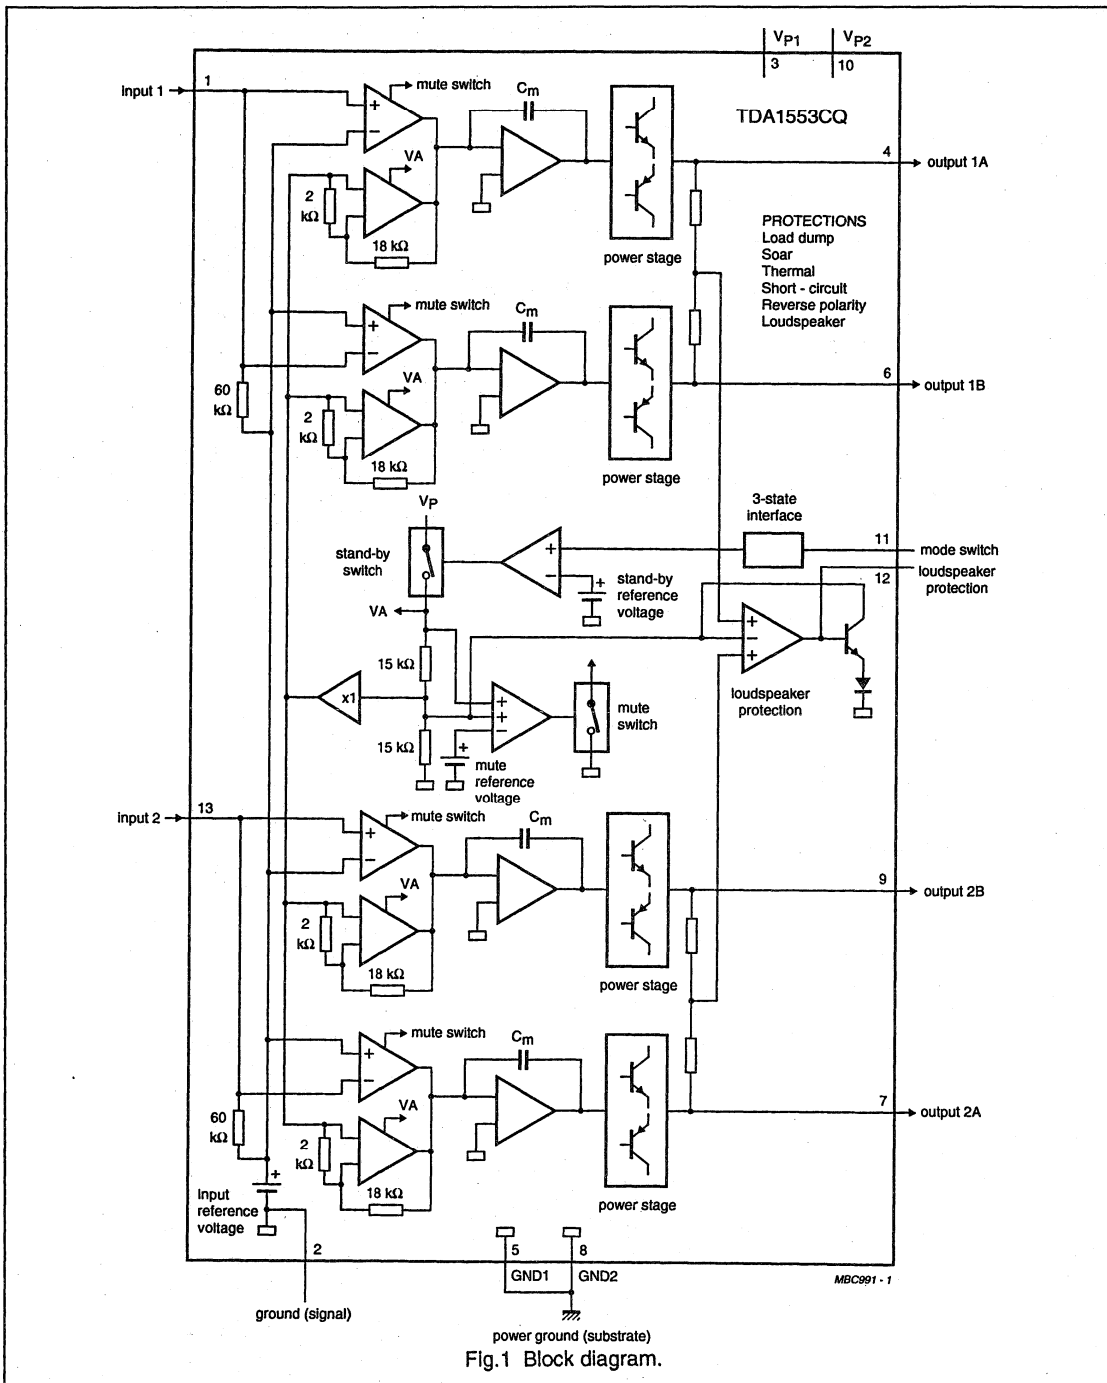 VP1 VP2
3 10
TDA1553CQ
input 1 1
mute switch
Cm
+
−
VA
2 kΩ
18 kΩ
power stage
4 output 1A
PROTECTIONS
Load dump
Soar
Thermal
Short - circuit
Reverse polarity
Loudspeaker
mute switch
Cm
+
−
VA
60 kΩ
2 kΩ
18 kΩ
power stage
6 output 1B
VP
stand-by switch
+
−
+
stand-by reference voltage
3-state interface
11 mode switch
12 loudspeaker protection
VA
15 kΩ
x1
15 kΩ
+
+
−
+
mute reference voltage
mute switch
+
−
+
loudspeaker protection
input 2 13
mute switch
Cm
+
−
VA
2 kΩ
18 kΩ
power stage
9 output 2B
mute switch
Cm
+
−
VA
60 kΩ
2 kΩ
18 kΩ
power stage
7 output 2A
+
Input reference voltage
2
ground (signal)
5 8
GND1 GND2
MBC991 - 1
power ground (substrate)
Fig.1 Block diagram.